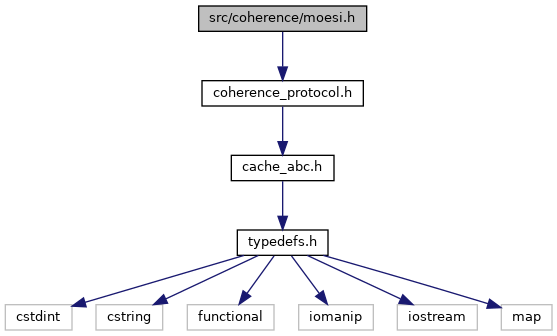 src/coherence/moesi.h
coherence_protocol.h
cache_abc.h
typedefs.h
cstdint
cstring
functional
iomanip
iostream
map